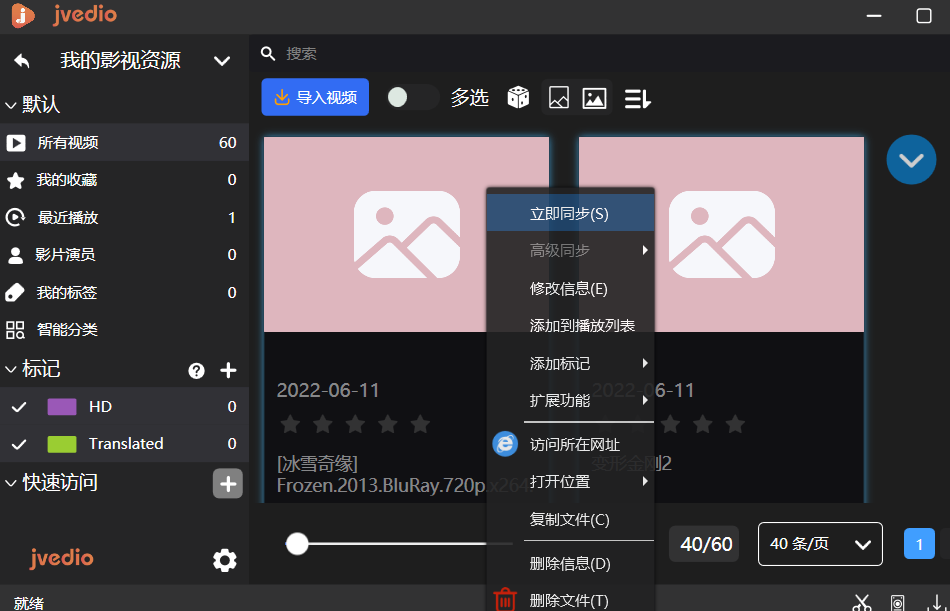 jvedio
我的影视资源
搜索
默认
导入视频
多选
所有视频 60
我的收藏 0
最近播放 1
影片演员 0
我的标签 0
智能分类
标记
HD 0
Translated 0
快速访问
jvedio
就绪
2022-06-11
[冰雪奇缘]
Frozen.2013.BluRay.720p.x264
立即同步(S)
高级同步
修改信息(E)
添加到播放列表
添加标记
扩展功能
访问所在网址
打开位置
复制文件(C)
删除信息(D)
删除文件(T)
2022-06-11
变形金刚2
40/60
40 条/页
1